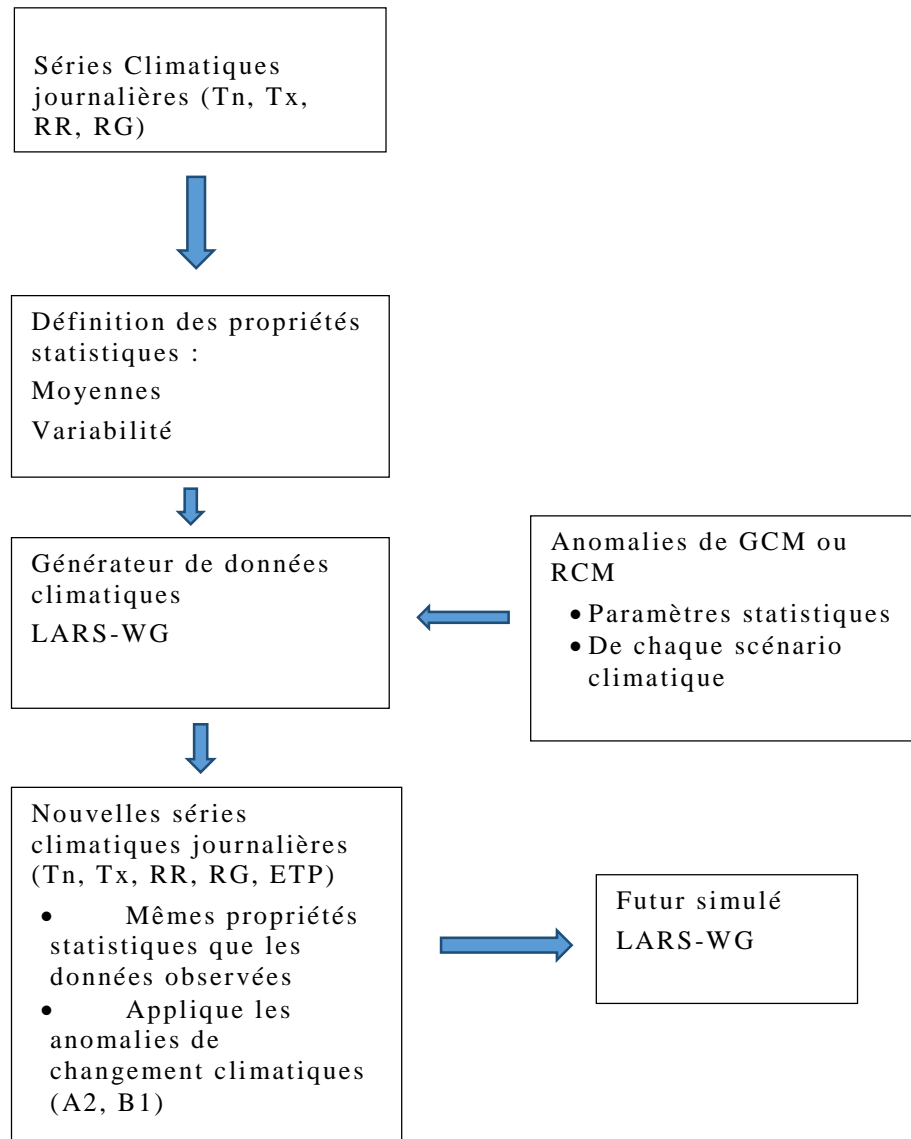 Séries Climatiques
journalières (Tn, Tx,
RR, RG)
Définition des propriétés
statistiques :
Moyennes
Variabilité
Générateur de données
climatiques
LARS-WG
Anomalies de GCM ou
RCM
• Paramètres statistiques
• De chaque scénario
climatique
Nouvelles séries
climatiques journalières
(Tn, Tx, RR, RG, ETP)
• Mêmes propriétés
statistiques que les
données observées
• Applique les
anomalies de
changement climatiques
(A2, B1)
Futur simulé
LARS-WG